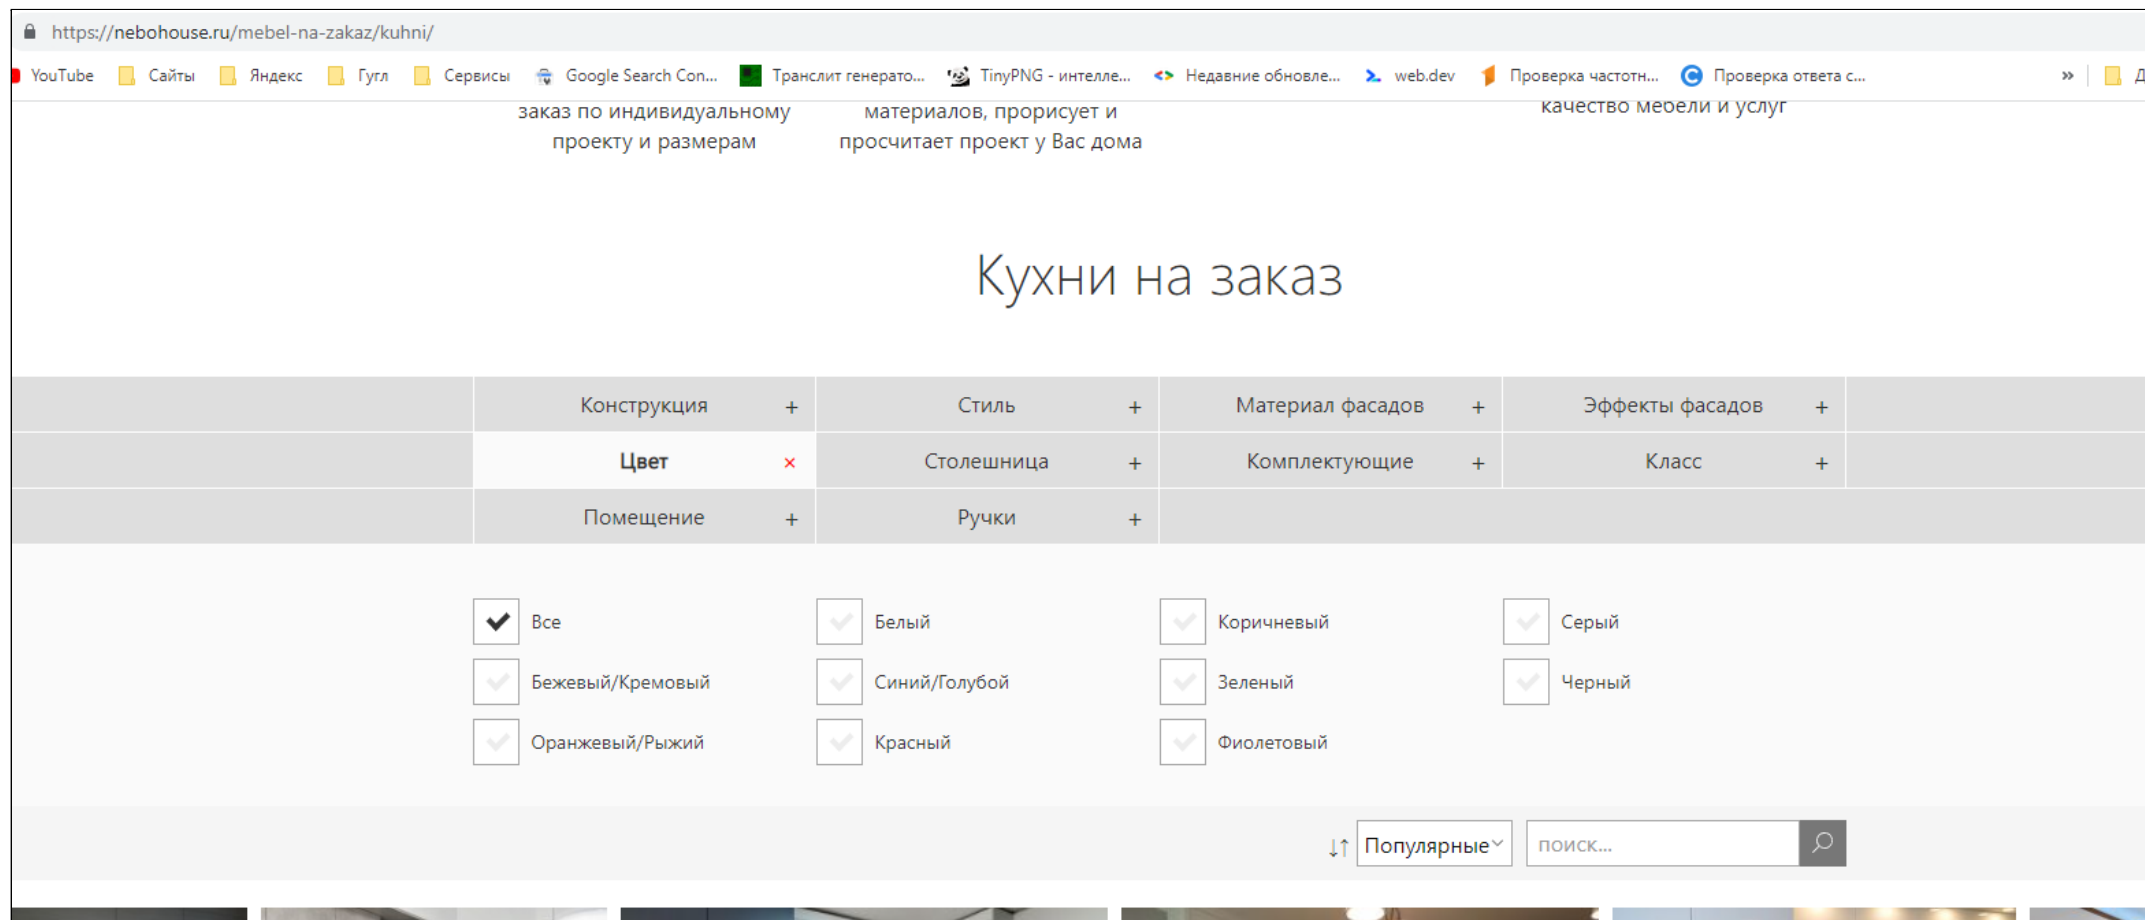 https://nebohouse.ru/mebel-na-zakaz/kuhni/
YouTube Сайты Яндекс Гугл Сервисы Google Search Con... Транслит генерато... TinyPNG - интелле... Недавние обновле... web.dev Проверка частотн... Проверка ответа с... » Д
заказ по индивидуальному
проекту и размерам
материалов, прорисует и
просчитает проект у Вас дома
качество мебели и услуг
Кухни на заказ
Конструкция + Стиль + Материал фасадов + Эффекты фасадов +
Цвет × Столешница + Комплектующие + Класс +
Помещение + Ручки +
Все Белый Коричневый Серый
Бежевый/Кремовый Синий/Голубой Зеленый Черный
Оранжевый/Рыжий Красный Фиолетовый
↓↑ Популярные поиск...